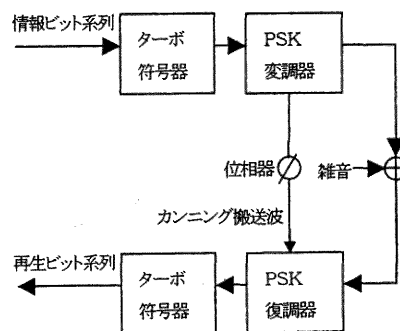 情報ビット系列
ターボ
符号器
PSK
変調器
位相器
雑音
カンニング搬送波
再生ビット系列
ターボ
符号器
PSK
復調器